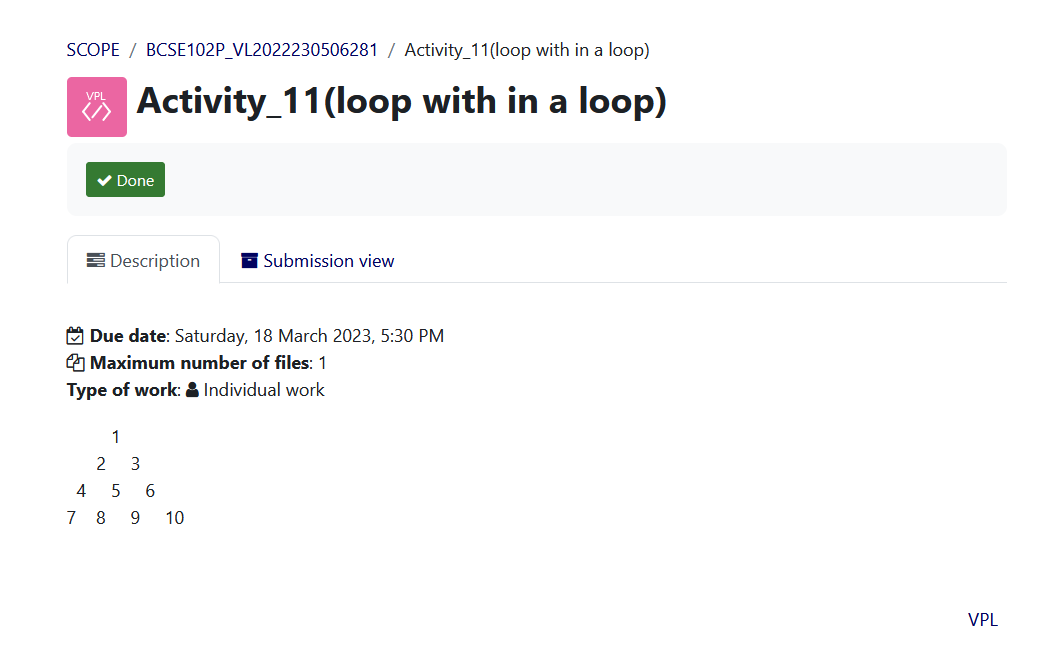 SCOPE / BCSE102P_VL2022230506281 / Activity_11(loop with in a loop)
VPL
Activity_11(loop with in a loop)
Done
Description Submission view
Due date: Saturday, 18 March 2023, 5:30 PM
Maximum number of files: 1
Type of work: Individual work
1
2 3
4 5 6
7 8 9 10
VPL